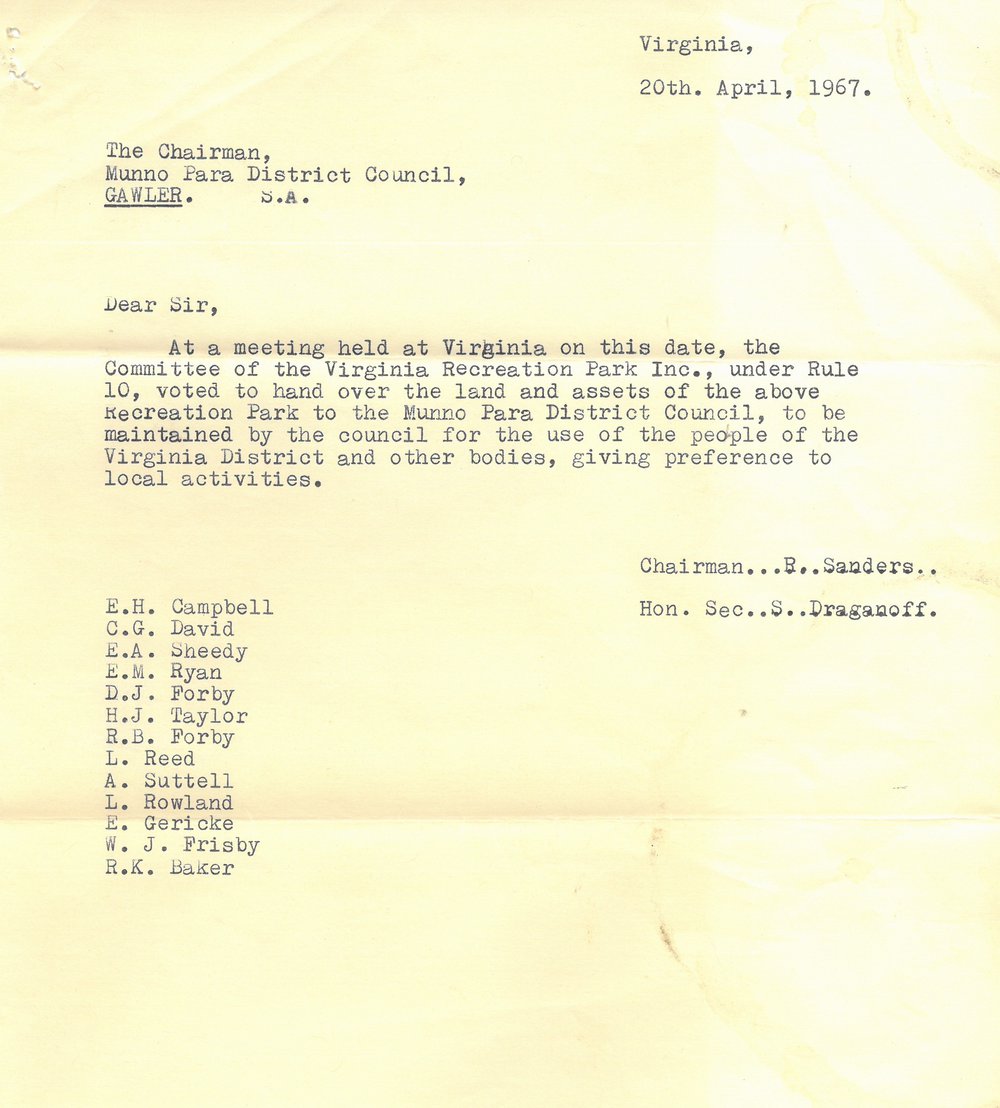 Virginia,
20th. April, 1967.
The Chairman,
Munno Para District Council,
GAWLER. S.A.
Dear Sir,
At a meeting held at Virginia on this date, the
Committee of the Virginia Recreation Park Inc., under Rule
10, voted to hand over the land and assets of the above
Recreation Park to the Munno Para District Council, to be
maintained by the council for the use of the people of the
Virginia District and other bodies, giving preference to
local activities.
Chairman...R..Sanders..
Hon. Sec..S..Draganoff.
E.H. Campbell
C.G. David
E.A. Sheedy
E.M. Ryan
D.J. Forby
H.J. Taylor
R.B. Forby
L. Reed
A. Suttell
L. Rowland
E. Gericke
W. J. Frisby
R.K. Baker